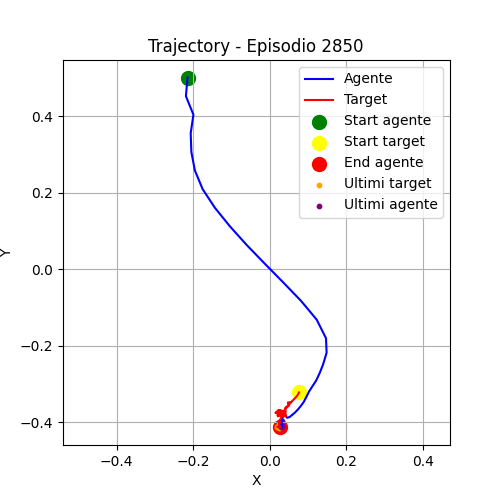 Trajectory - Episodio 2850
Agente
Target
Start agente
Start target
End agente
Ultimi target
Ultimi agente
Y
0.4
0.2
0.0
−0.2
−0.4
−0.4
−0.2
0.0
0.2
0.4
X